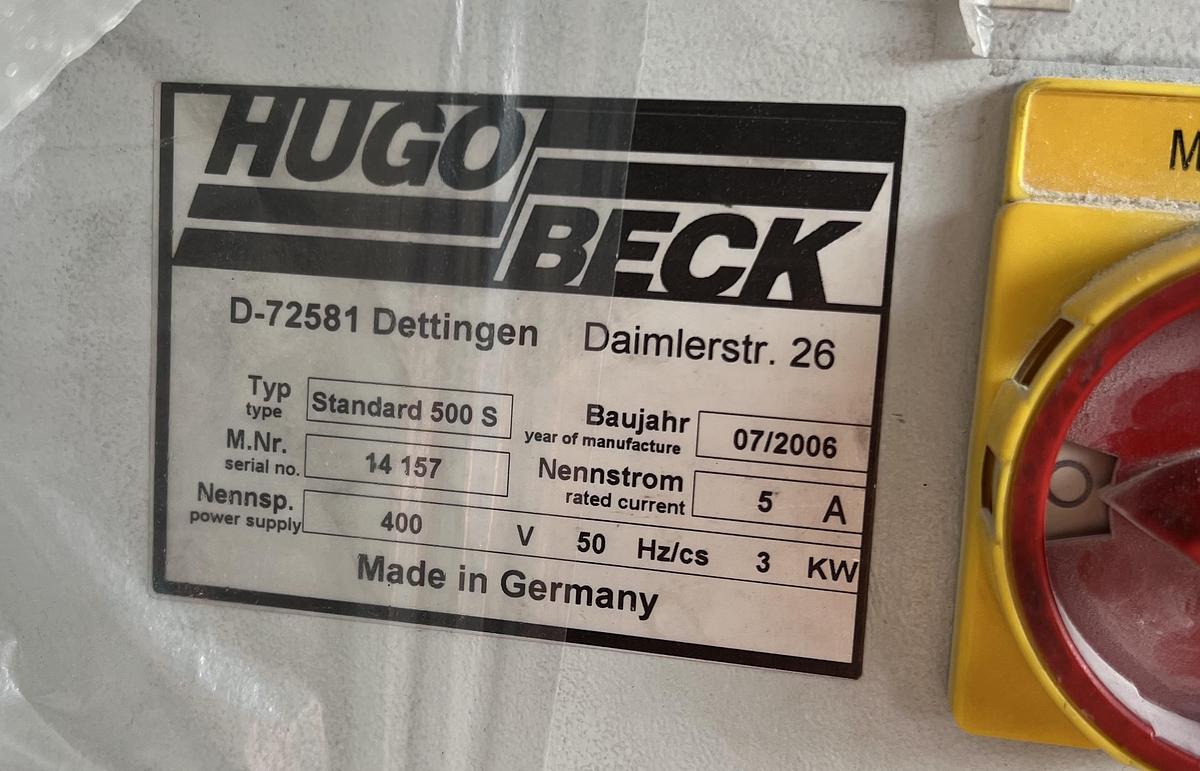 HUGO
BECK
D-72581 Dettingen Daimlerstr. 26
Typ
type
Standard 500 S
Baujahr
year of manufacture
07/2006
M.Nr.
serial no.
14 157
Nennstrom
rated current
5 A
Nennsp.
power supply
400 V 50 Hz/cs 3 KW
Made in Germany
O